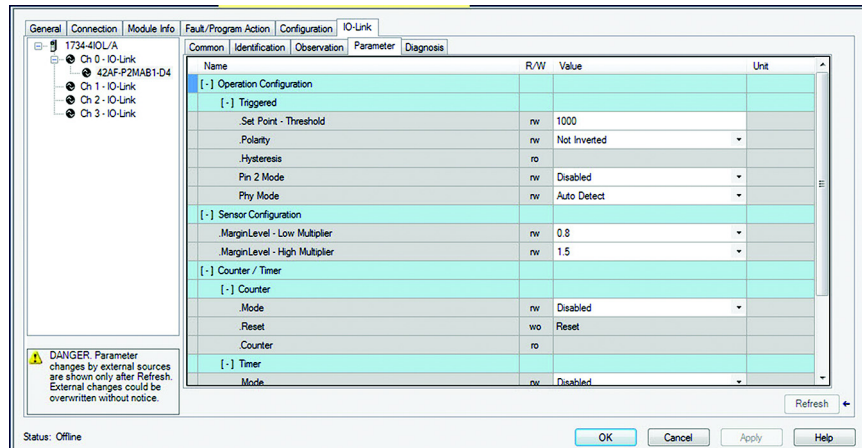 General Connection Module Info Fault/Program Action Configuration IO-Link
1734-4IOL/A
Ch 0 - IO-Link
42AF-P2MAB1-D4
Ch 1 - IO-Link
Ch 2 - IO-Link
Ch 3 - IO-Link
Common Identification Observation Parameter Diagnosis
Name R/W Value Unit
[-] Operation Configuration
[-] Triggered
.Set Point - Threshold rw 1000
.Polarity rw Not Inverted
.Hysteresis ro
Pin 2 Mode rw Disabled
Phy Mode rw Auto Detect
[-] Sensor Configuration
.MarginLevel - Low Multiplier rw 0.8
.MarginLevel - High Multiplier rw 1.5
[-] Counter / Timer
[-] Counter
.Mode rw Disabled
.Reset wo Reset
.Counter ro
[-] Timer
.Mode rw Disabled
DANGER. Parameter
changes by external sources
are shown only after Refresh.
External changes could be
overwritten without notice.
Refresh
Status: Offline
OK Cancel Apply Help